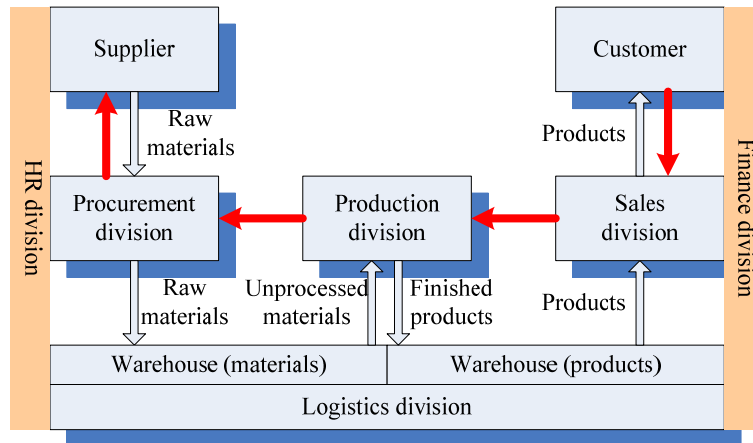 Supplier
Customer
Raw
materials
Products
HR division
Finance division
Procurement
division
Production
division
Sales
division
Raw
materials
Unprocessed
materials
Finished
products
Products
Warehouse (materials)
Warehouse (products)
Logistics division